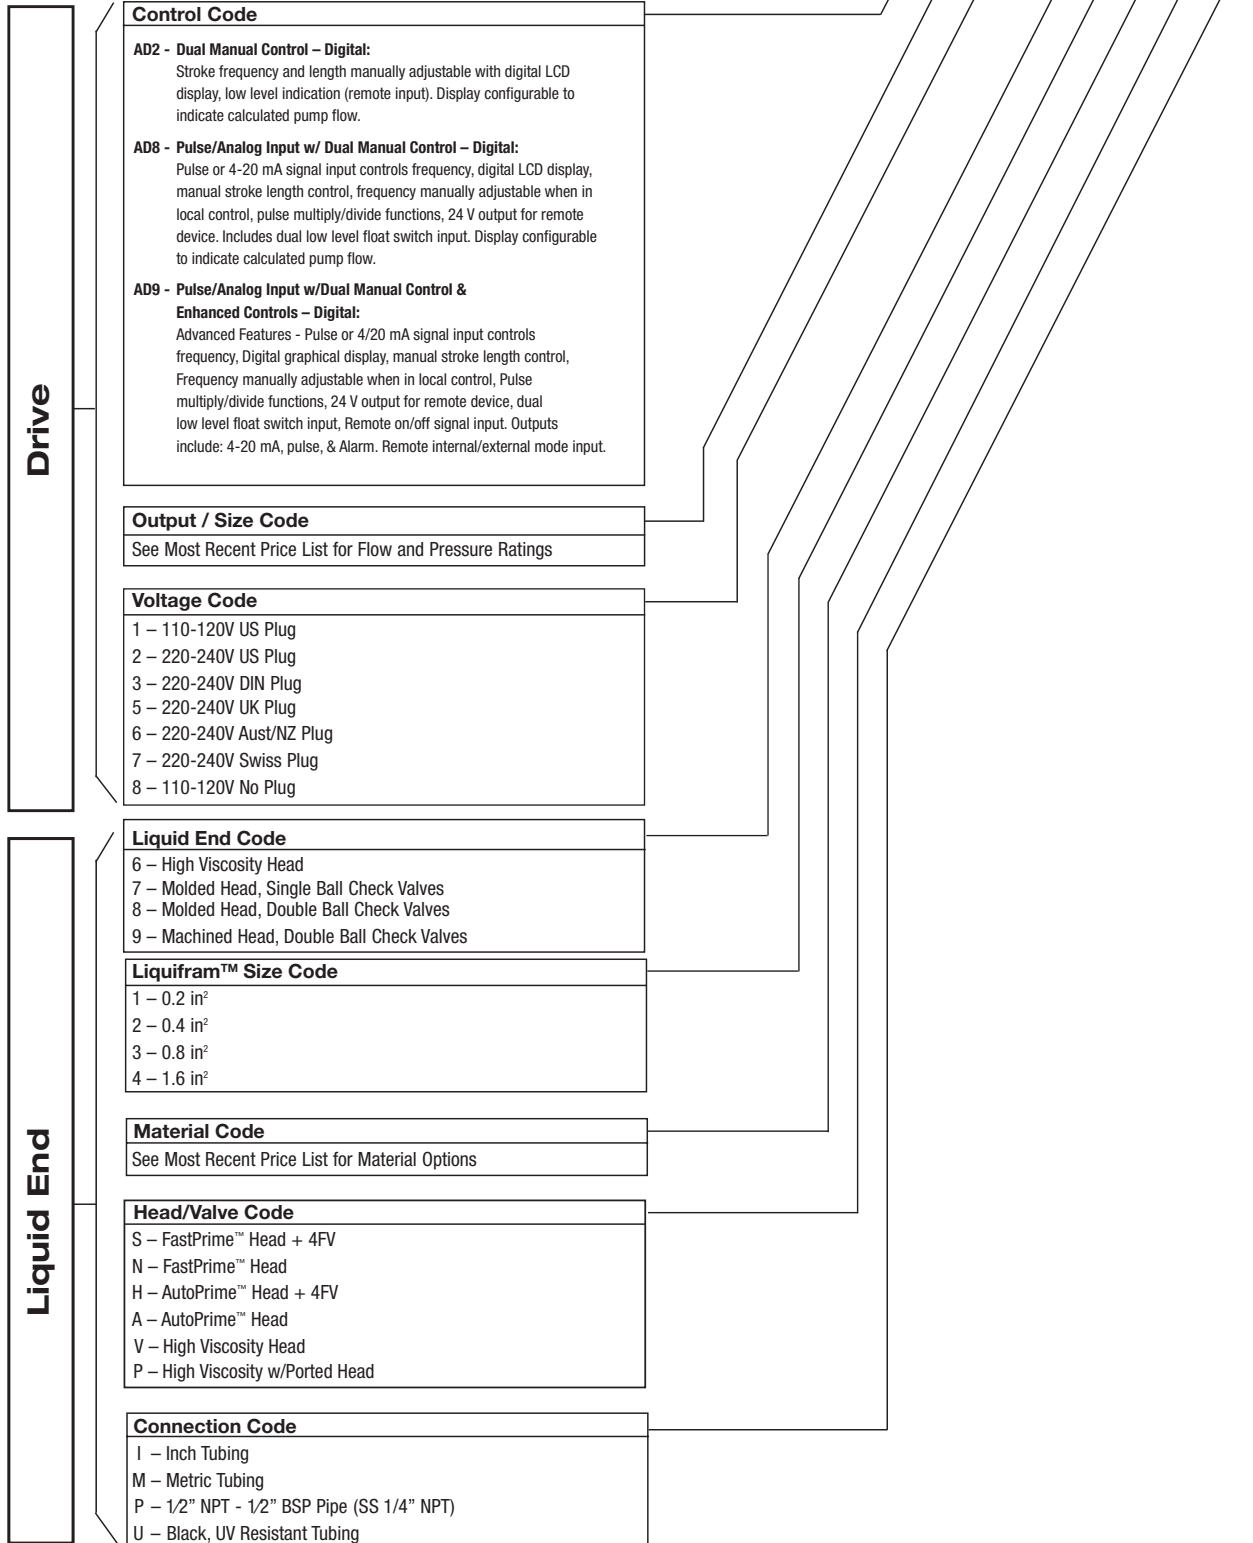 Drive
Control Code
AD2 - Dual Manual Control – Digital:
Stroke frequency and length manually adjustable with digital LCD
display, low level indication (remote input). Display configurable to
indicate calculated pump flow.
AD8 - Pulse/Analog Input w/ Dual Manual Control – Digital:
Pulse or 4-20 mA signal input controls frequency, digital LCD display,
manual stroke length control, frequency manually adjustable when in
local control, pulse multiply/divide functions, 24 V output for remote
device. Includes dual low level float switch input. Display configurable
to indicate calculated pump flow.
AD9 - Pulse/Analog Input w/Dual Manual Control &
Enhanced Controls – Digital:
Advanced Features - Pulse or 4/20 mA signal input controls
frequency, Digital graphical display, manual stroke length control,
Frequency manually adjustable when in local control, Pulse
multiply/divide functions, 24 V output for remote device, dual
low level float switch input, Remote on/off signal input. Outputs
include: 4-20 mA, pulse, & Alarm. Remote internal/external mode input.
Output / Size Code
See Most Recent Price List for Flow and Pressure Ratings
Voltage Code
1 – 110-120V US Plug
2 – 220-240V US Plug
3 – 220-240V DIN Plug
5 – 220-240V UK Plug
6 – 220-240V Aust/NZ Plug
7 – 220-240V Swiss Plug
8 – 110-120V No Plug
Liquid End
Liquid End Code
6 – High Viscosity Head
7 – Molded Head, Single Ball Check Valves
8 – Molded Head, Double Ball Check Valves
9 – Machined Head, Double Ball Check Valves
Liquifram™ Size Code
1 – 0.2 in²
2 – 0.4 in²
3 – 0.8 in²
4 – 1.6 in²
Material Code
See Most Recent Price List for Material Options
Head/Valve Code
S – FastPrime™ Head + 4FV
N – FastPrime™ Head
H – AutoPrime™ Head + 4FV
A – AutoPrime™ Head
V – High Viscosity Head
P – High Viscosity w/Ported Head
Connection Code
I – Inch Tubing
M – Metric Tubing
P – 1/2" NPT - 1/2" BSP Pipe (SS 1/4" NPT)
U – Black, UV Resistant Tubing